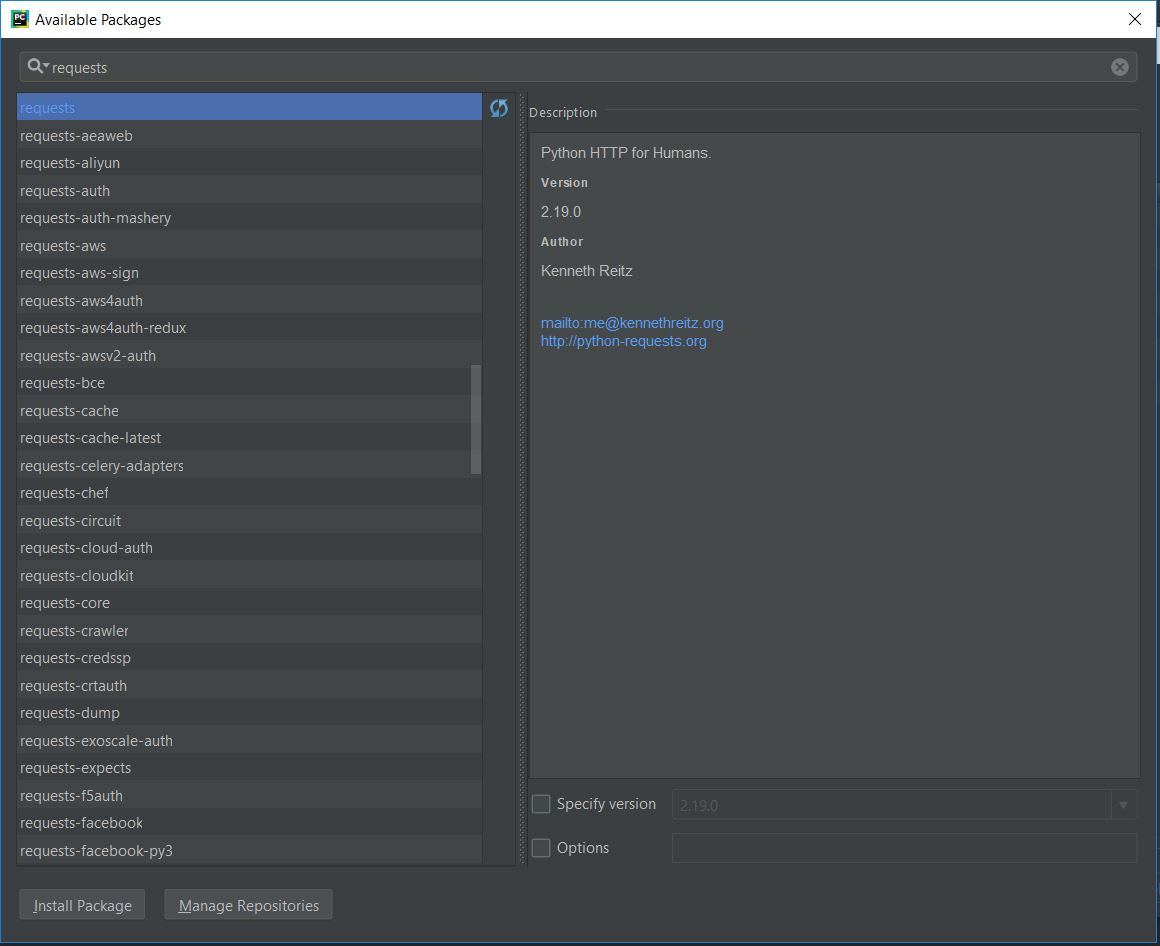 PC
Available Packages
requests
requests
requests-aeaweb
requests-aliyun
requests-auth
requests-auth-mashery
requests-aws
requests-aws-sign
requests-aws4auth
requests-aws4auth-redux
requests-awsv2-auth
requests-bce
requests-cache
requests-cache-latest
requests-celery-adapters
requests-chef
requests-circuit
requests-cloud-auth
requests-cloudkit
requests-core
requests-crawler
requests-credssp
requests-crtauth
requests-dump
requests-exoscale-auth
requests-expects
requests-f5auth
requests-facebook
requests-facebook-py3
Description
Python HTTP for Humans.
Version
2.19.0
Author
Kenneth Reitz
mailto:me@kennethreitz.org
http://python-requests.org
Specify version
2.19.0
Options
Install Package
Manage Repositories